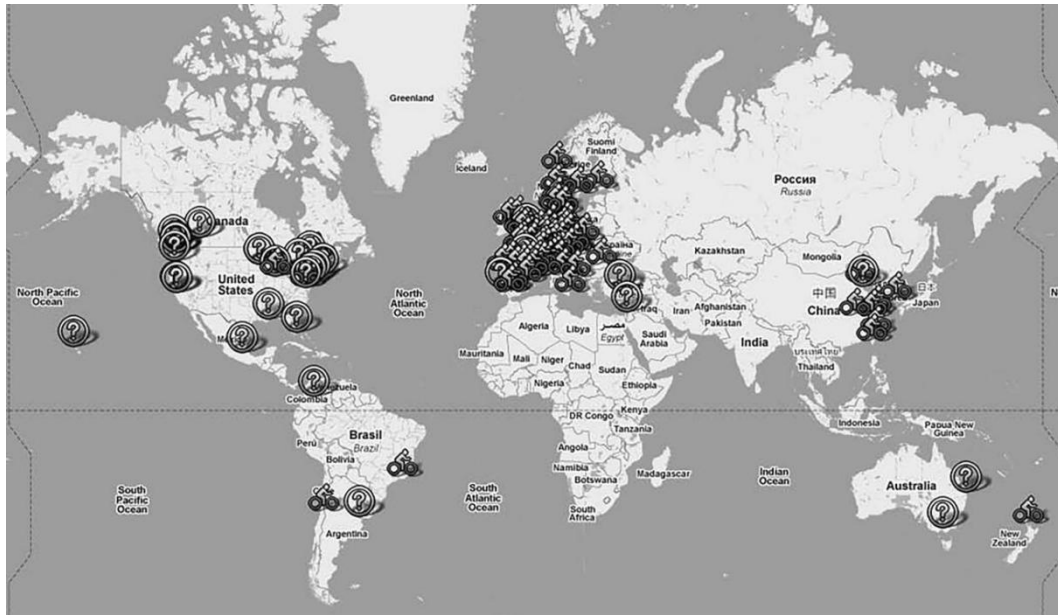 Greenland
Iceland
Suomi
Finland
Россия
Russia
Kazakhstan
Mongolia
United
States
North Pacific
Ocean
North
Atlantic
Ocean
中国
China
日本
Japan
Iran
Afghanistan
Pakistan
Algeria
Libya
مصر
Egypt
Saudi
Arabia
India
Mauritania
Mali
Niger
Chad
Sudan
Thailand
Nigeria
Ethiopia
Colombia
DR Congo
Kenya
Tanzania
Indonesia
Papua New
Guinea
Brasil
Brazil
Perú
Bolivia
Angola
Namibia
Botswana
Madagascar
Indian
Ocean
Australia
South
Pacific
Ocean
South
Atlantic
Ocean
South
Africa
Argentina
New
Zealand